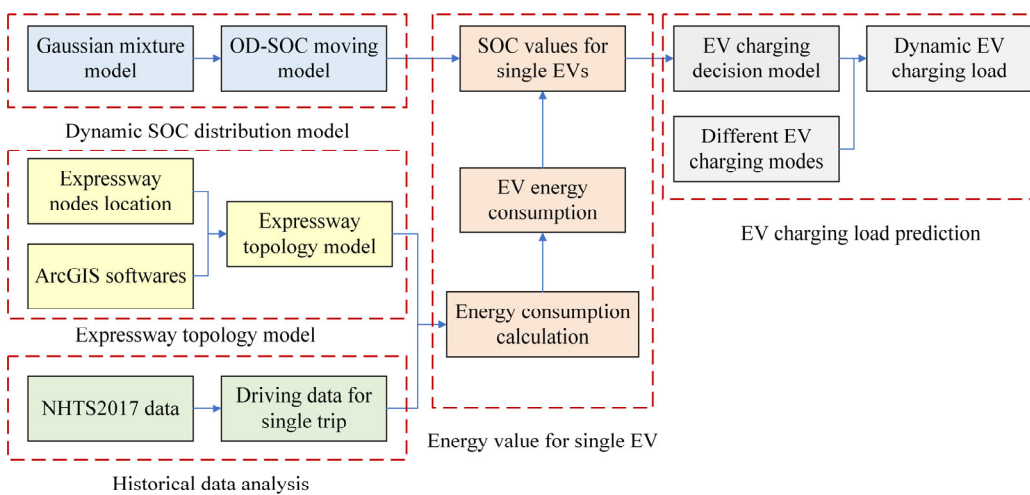 Gaussian mixture
model
OD-SOC moving
model
Dynamic SOC distribution model
Expressway
nodes location
ArcGIS softwares
Expressway
topology model
Expressway topology model
NHTS2017 data
Driving data for
single trip
Historical data analysis
SOC values for
single EVs
EV energy
consumption
Energy consumption
calculation
Energy value for single EV
EV charging
decision model
Different EV
charging modes
Dynamic EV
charging load
EV charging load prediction